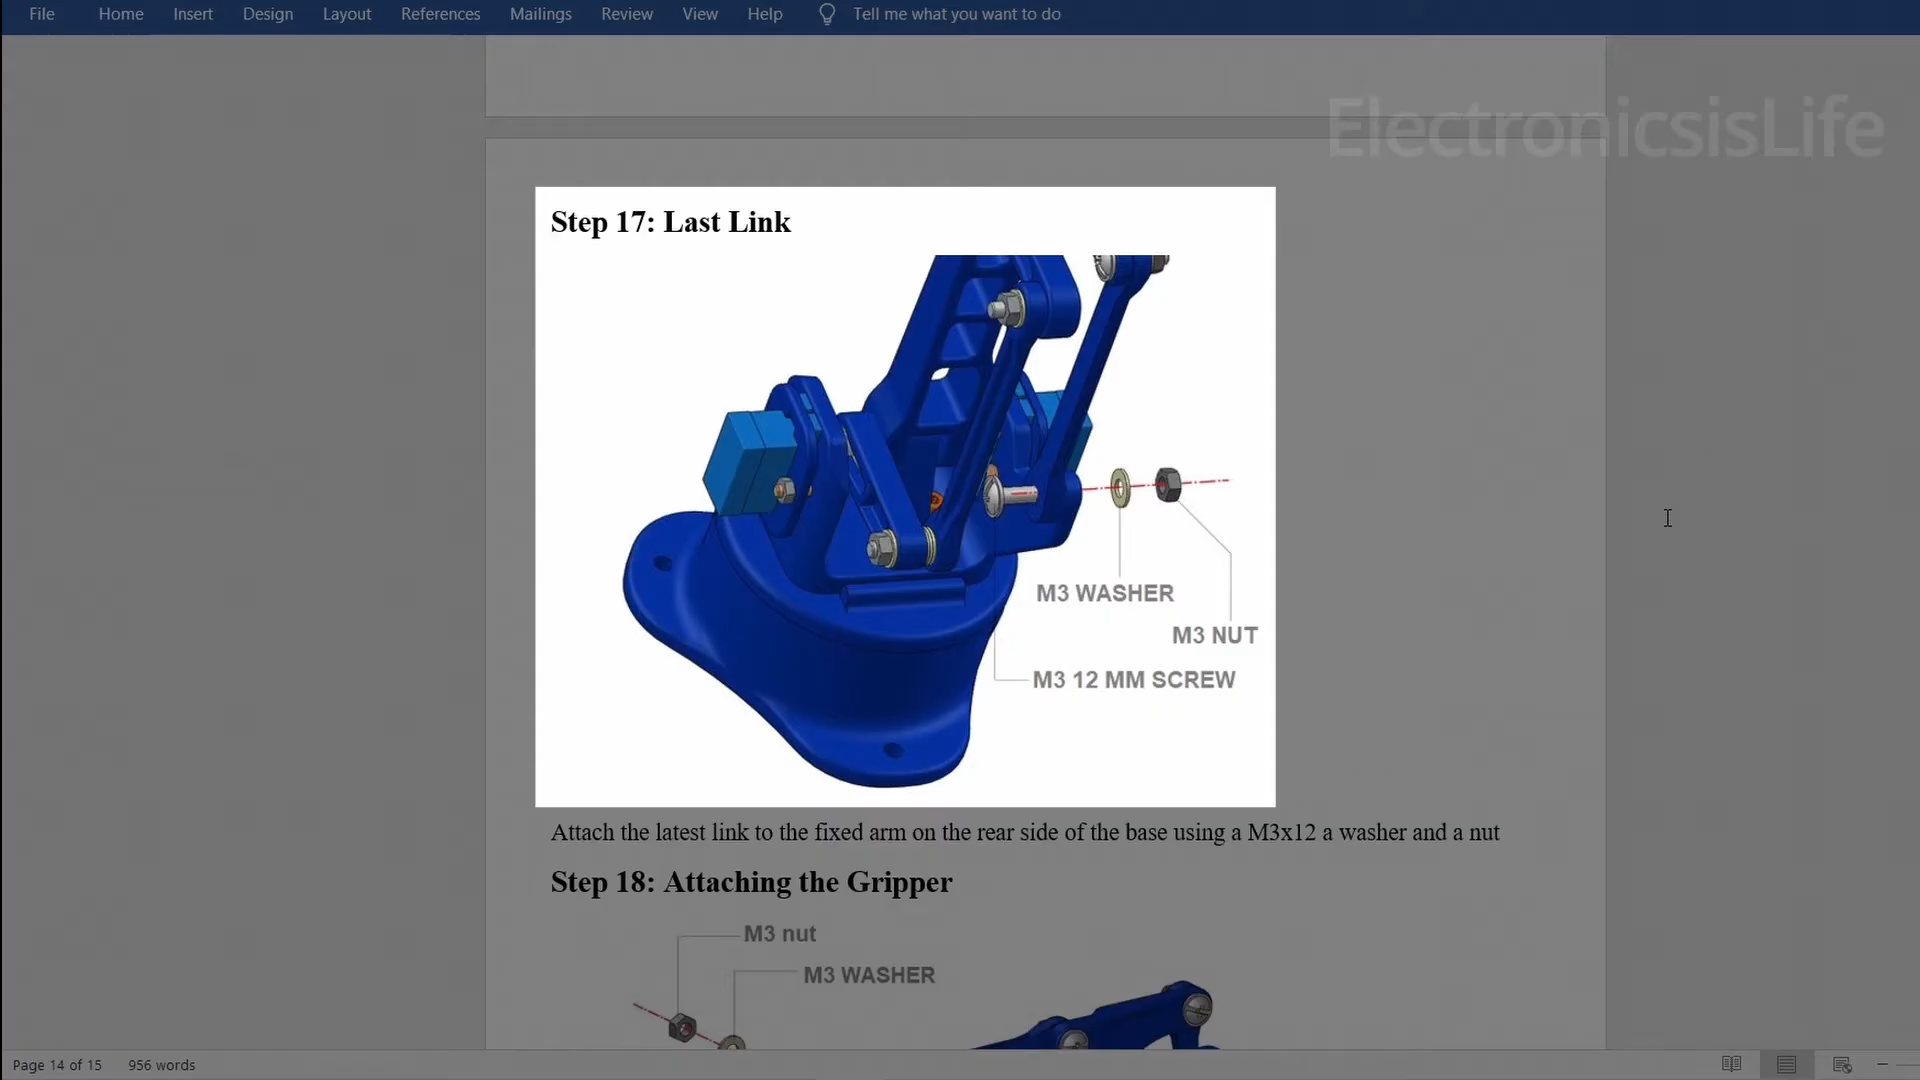 File Home Insert Design Layout References Mailings Review View Help Tell me what you want to do
ElectronicsisLife
Step 17: Last Link
M3 WASHER
M3 NUT
M3 12 MM SCREW
Attach the latest link to the fixed arm on the rear side of the base using a M3x12 a washer and a nut
Step 18: Attaching the Gripper
M3 nut
M3 WASHER
Page 14 of 15 956 words